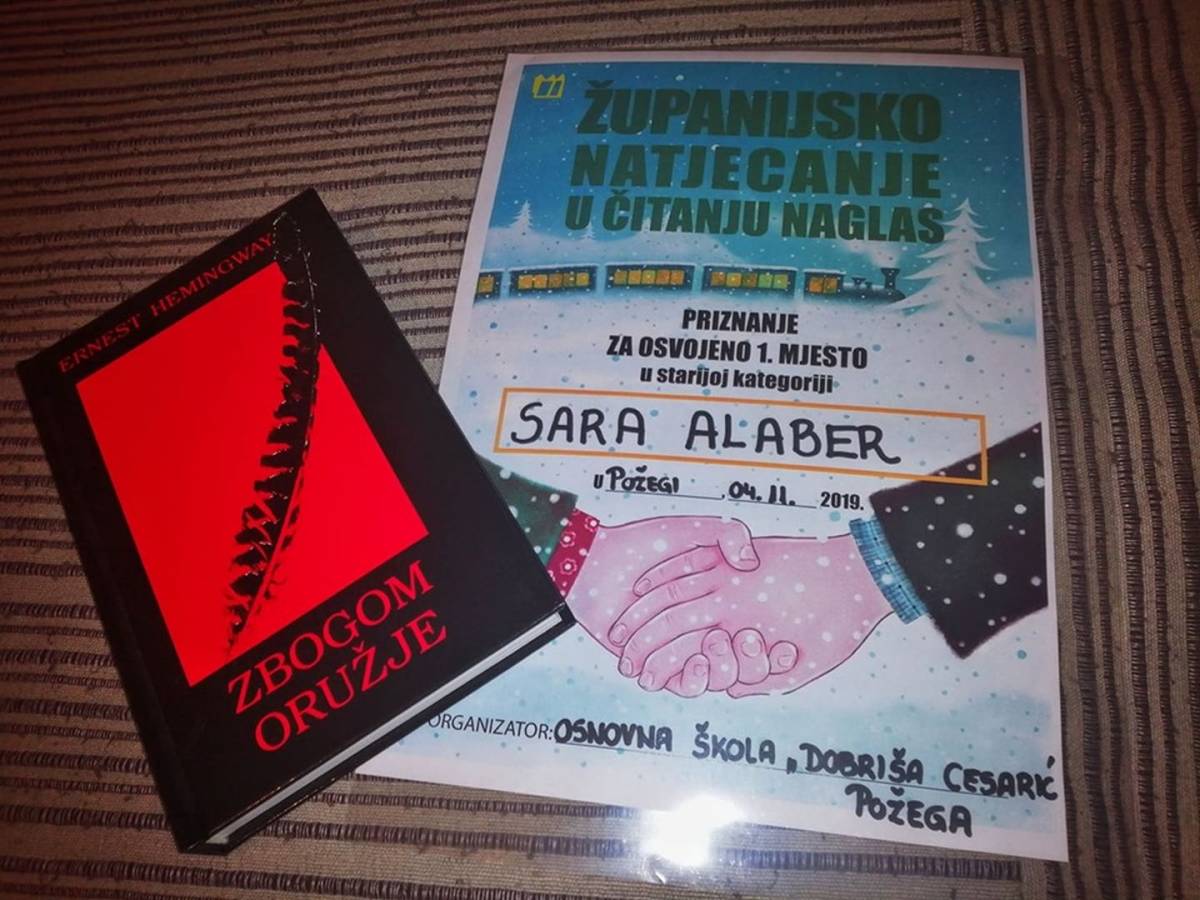 ERNEST HEMINGWAY
ZBOGOM
ORUŽJE
ŽUPANIJSKO
NATJECANJE
U ČITANJU NAGLAS
PRIZNANJE
ZA OSVOJENO 1. MJESTO
u starijoj kategoriji
SARA ALABER
u POŽEGI, 04. II. 2019.
ORGANIZATOR: OSNOVNA ŠKOLA „DOBRIŠA CESARIĆ
POŽEGA